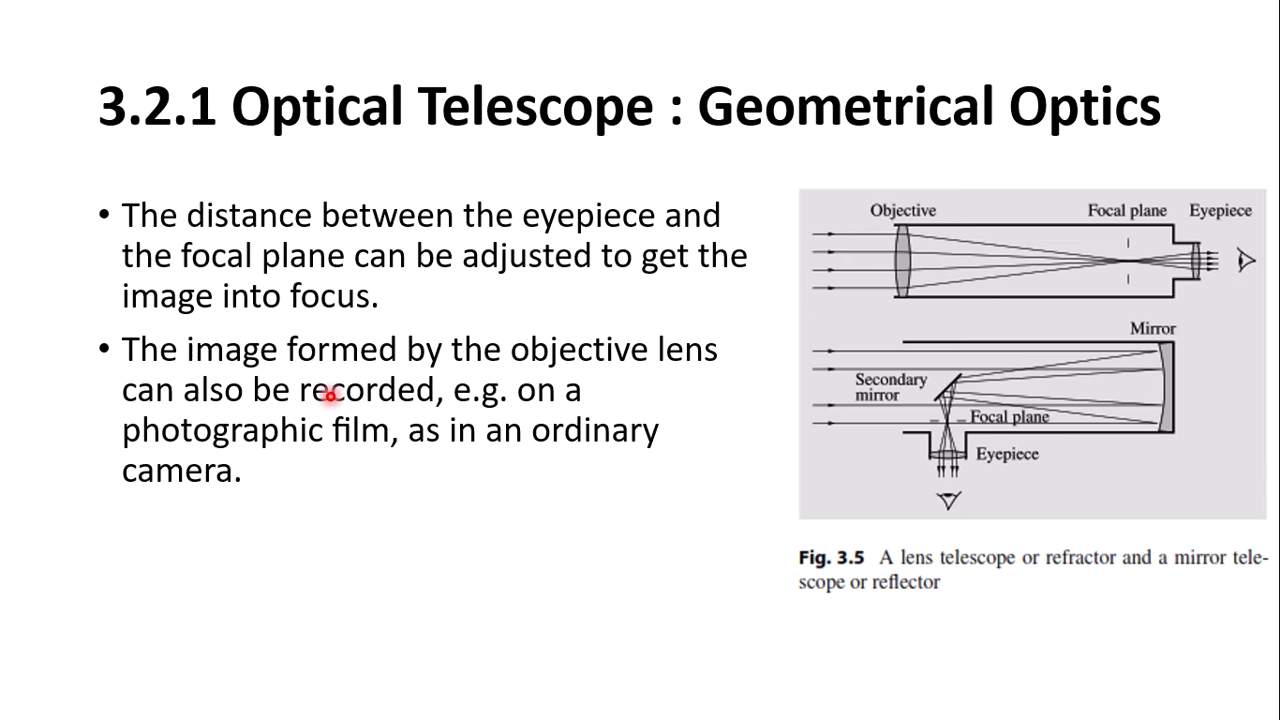 3.2.1 Optical Telescope : Geometrical Optics
• The distance between the eyepiece and
the focal plane can be adjusted to get the
image into focus.
• The image formed by the objective lens
can also be recorded, e.g. on a
photographic film, as in an ordinary
camera.
Objective Focal plane Eyepiece
Mirror
Secondary
mirror
Focal plane
Eyepiece
Fig. 3.5 A lens telescope or refractor and a mirror tele-
scope or reflector